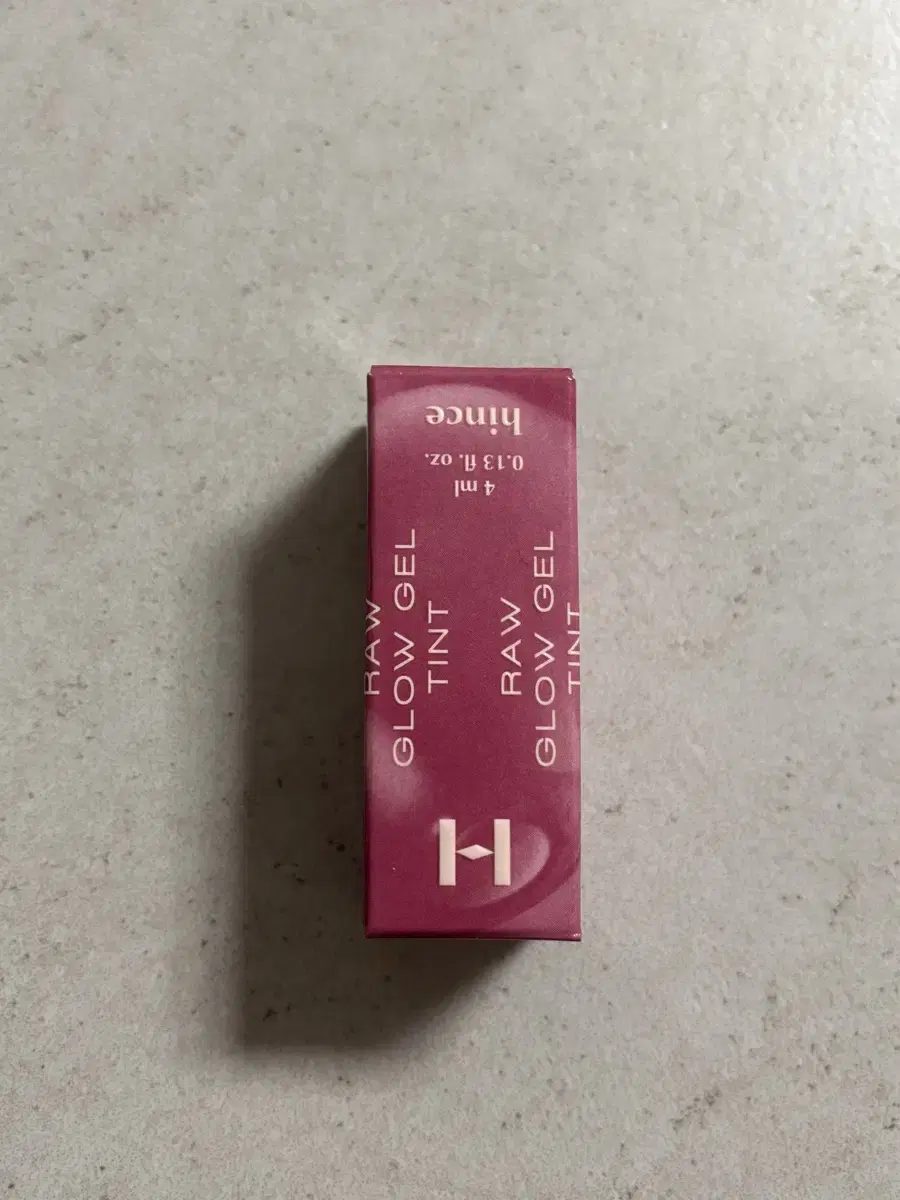 hince
0.13 fl. oz.
4 ml
RAW
GLOW GEL
TINT
RAW
GLOW GEL
TINT
H